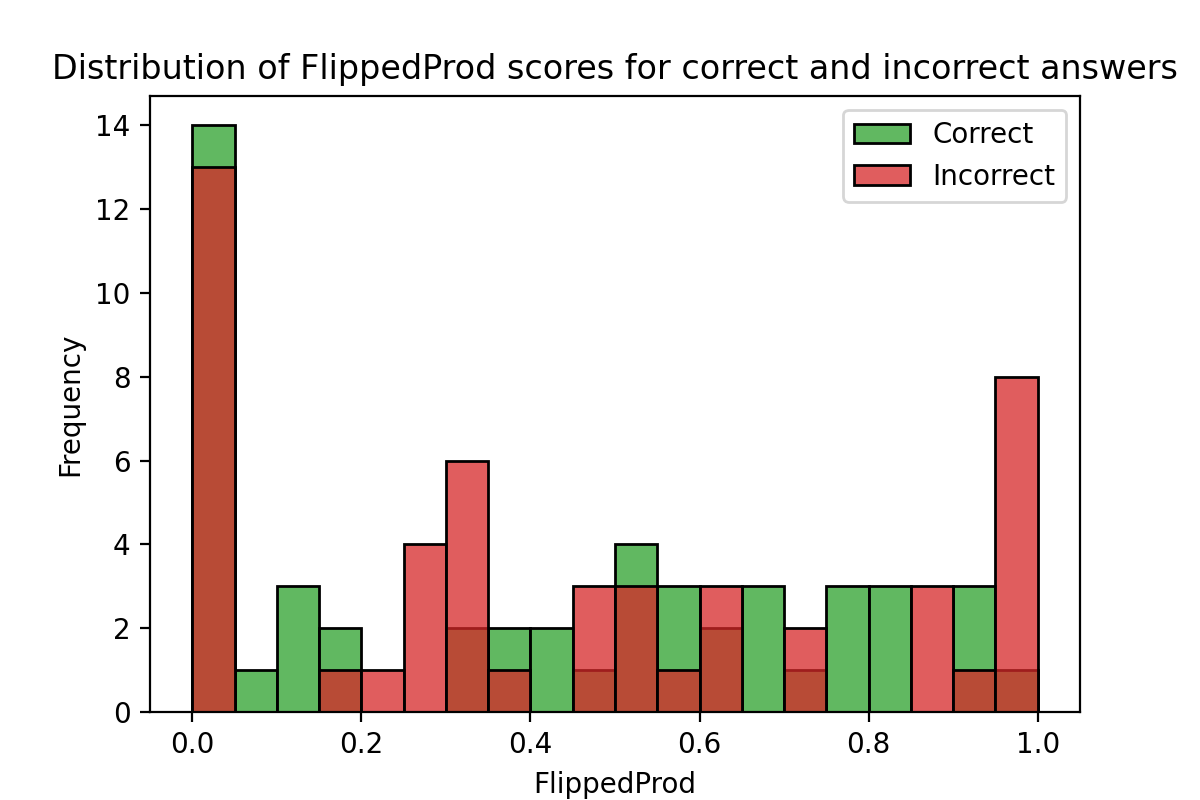 Distribution of FlippedProd scores for correct and incorrect answers
Correct
Incorrect
14
12
10
8
6
4
2
0
Frequency
0.0 0.2 0.4 0.6 0.8 1.0
FlippedProd